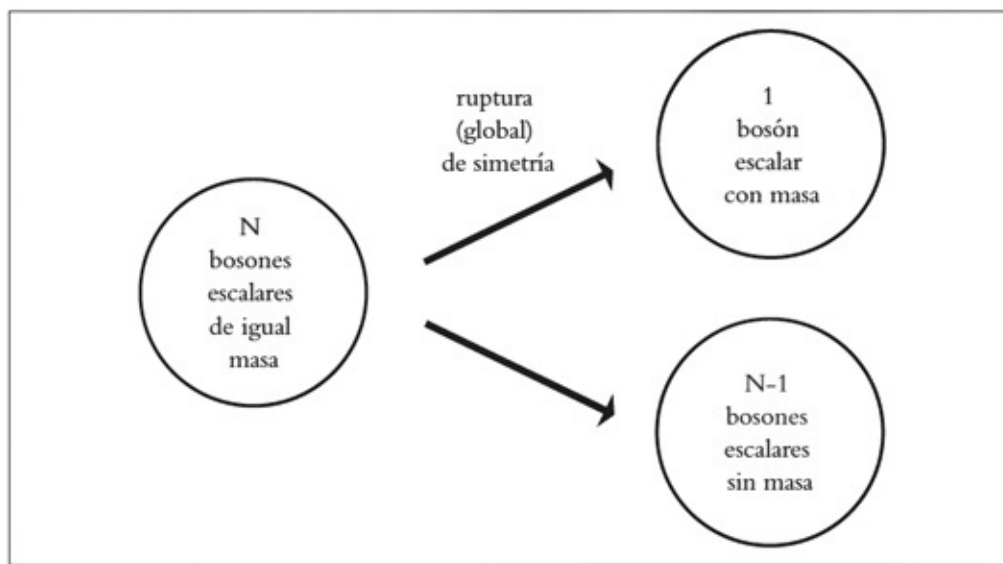 ruptura
(global)
de simetría
1
bosón
escalar
con masa
N
bosones
escalares
de igual
masa
N-1
bosones
escalares
sin masa